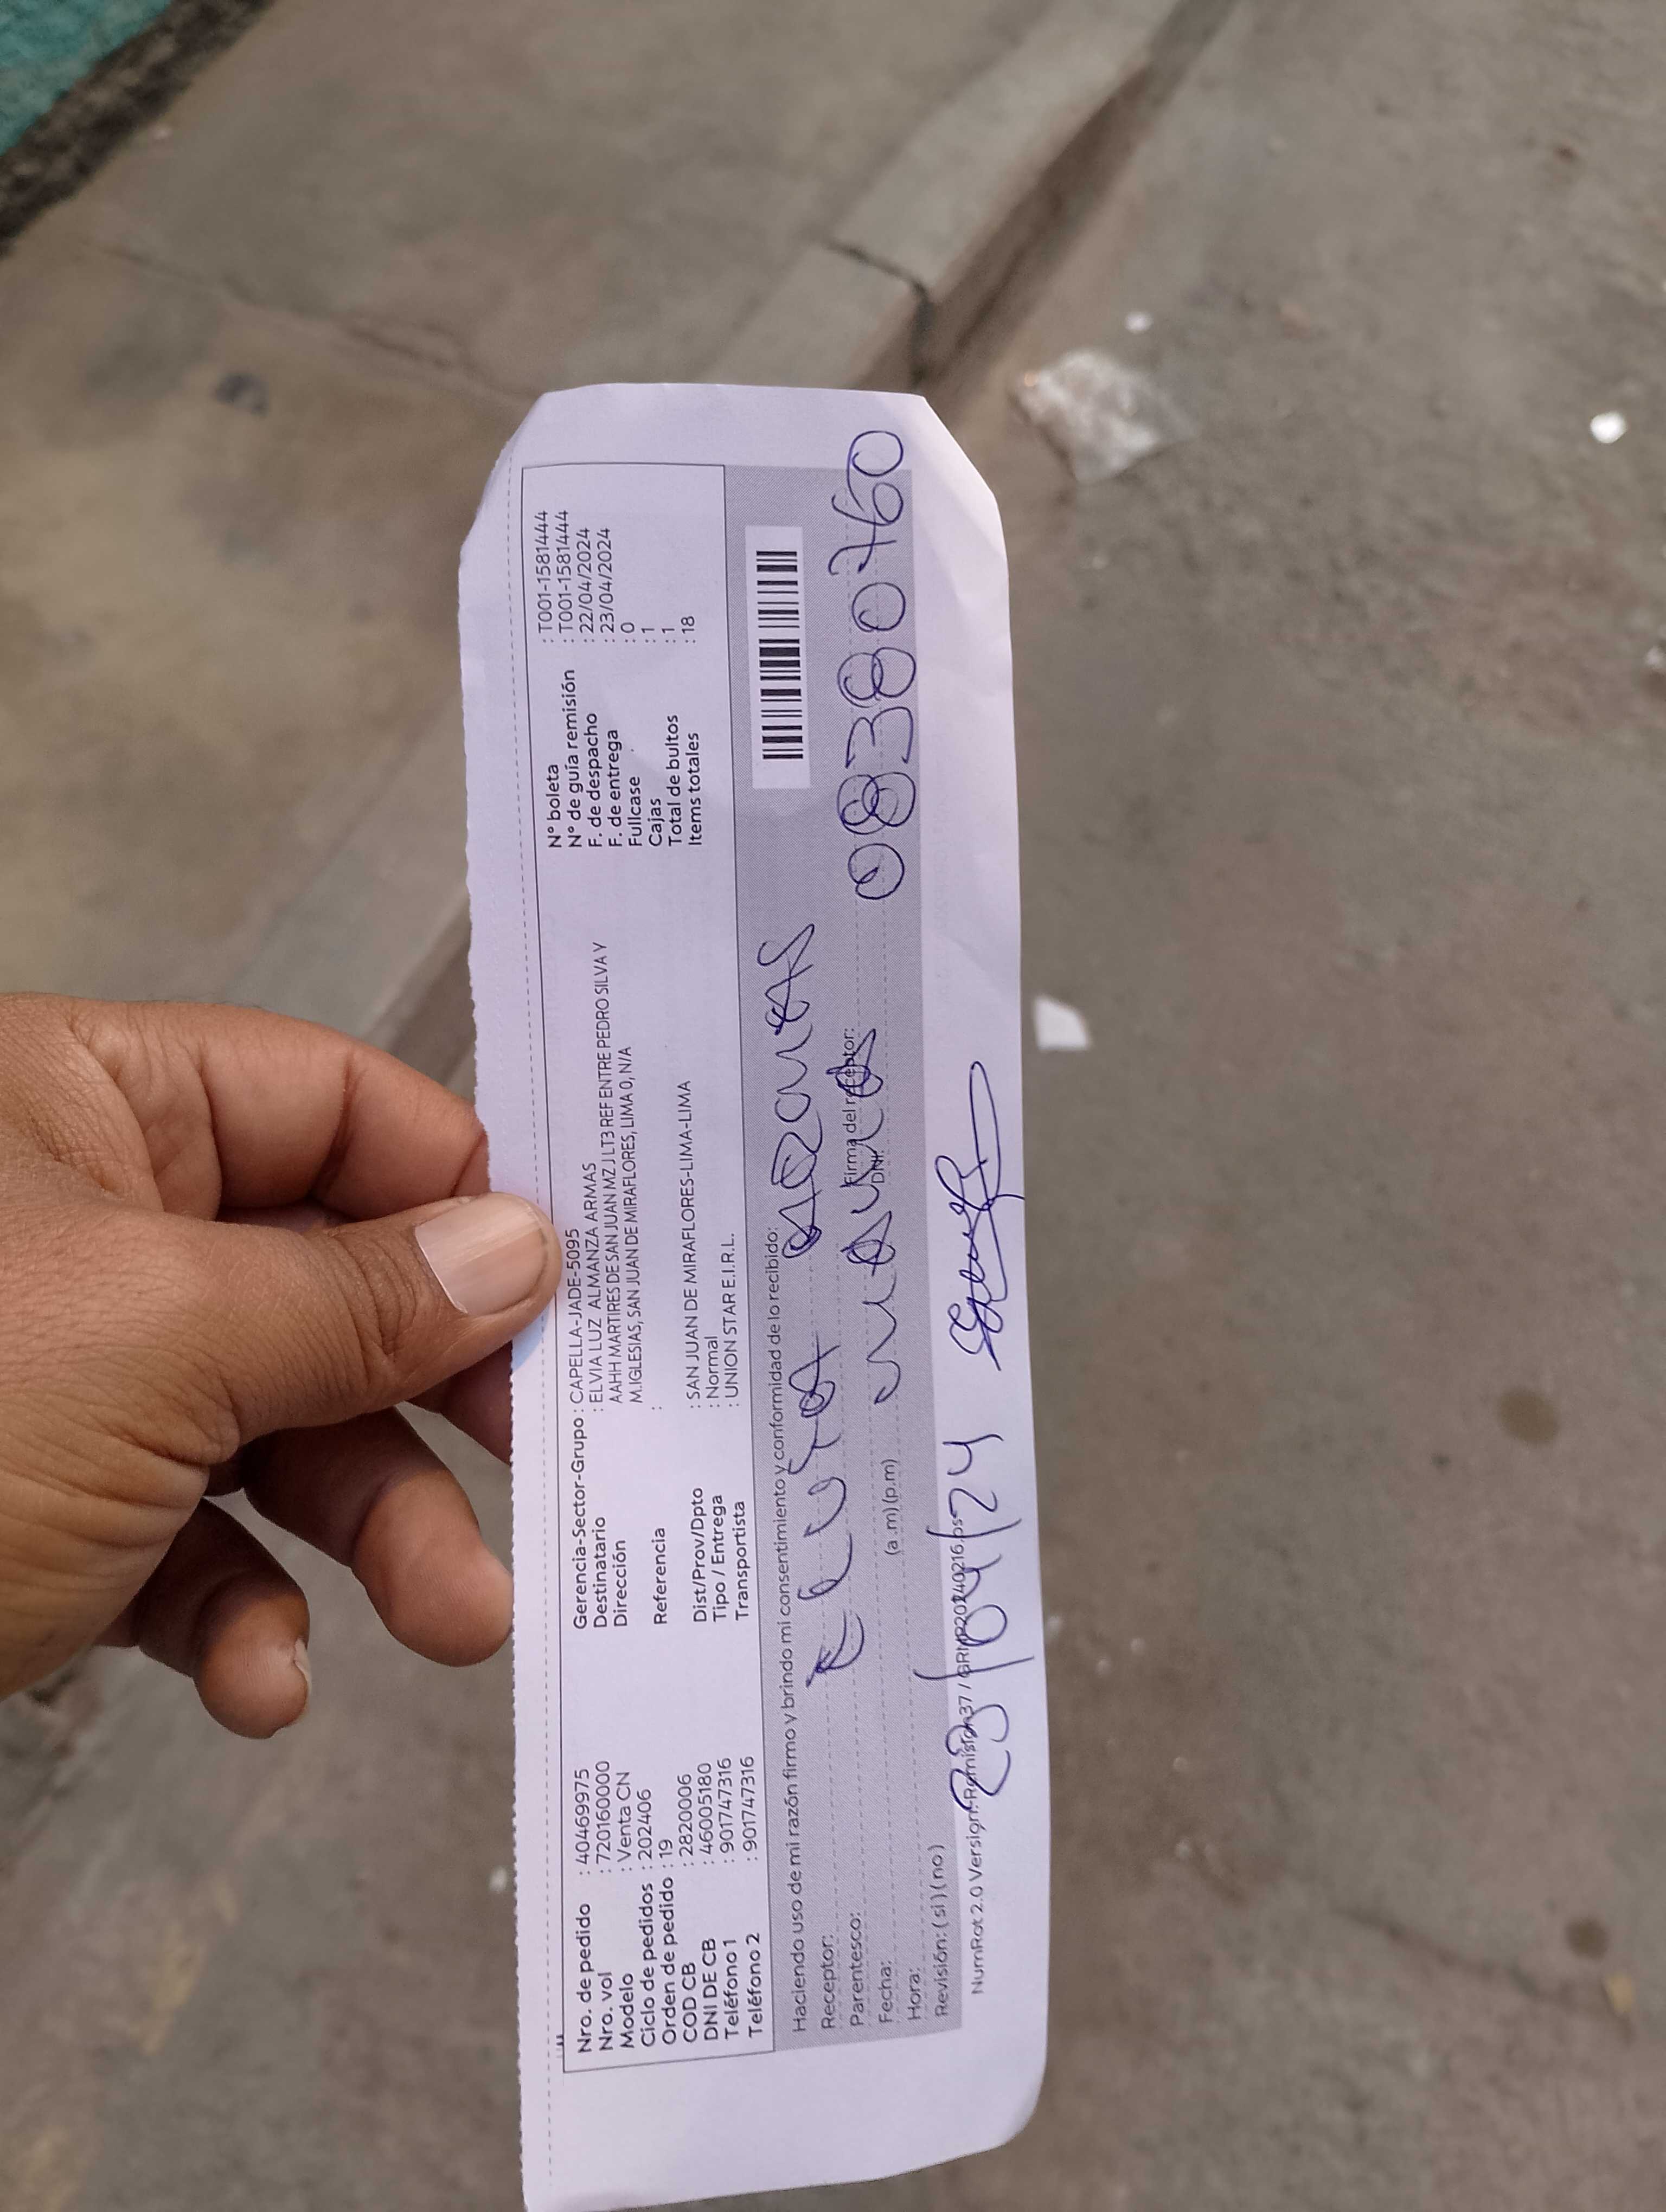 Nro. de pedido : 40469975
Nro. vol : 720160000
Modelo : Venta CN
Ciclo de pedidos : 202406
Orden de pedido : 19
COD CB : 2820006
DNI DE CB : 46005180
Teléfono 1 : 901747316
Teléfono 2 : 901747316
Gerencia-Sector-Grupo : CAPELLA-JADE-5095
Destinatario : ELVIA LUZ ALMANZA ARMAS
Dirección AAHH MARTIRES DE SAN JUAN MZ J LT3 REF ENTRE PEDRO SILVA Y
M.IGLESIAS, SAN JUAN DE MIRAFLORES, LIMA 0, N/A
Referencia :
Dist/Prov/Dpto : SAN JUAN DE MIRAFLORES-LIMA-LIMA
Tipo / Entrega : Normal
Transportista : UNION STAR E.I.R.L.
N° boleta : T001-1581444
N° de guía remisión : T001-1581444
F. de despacho : 22/04/2024
F. de entrega : 23/04/2024
Fullcase : 0
Cajas : 1
Total de bultos : 1
Items totales : 18
Haciendo uso de mi razón firmo y brindo mi consentimiento y conformidad de lo recibido:
Receptor:
Parentesco:
Fecha:
Hora: (a.m) (p.m)
Revisión: ( si ) ( no )
Firma del receptor:
DNI:
08380760
23/04/24
NumRot 2.0 Version: